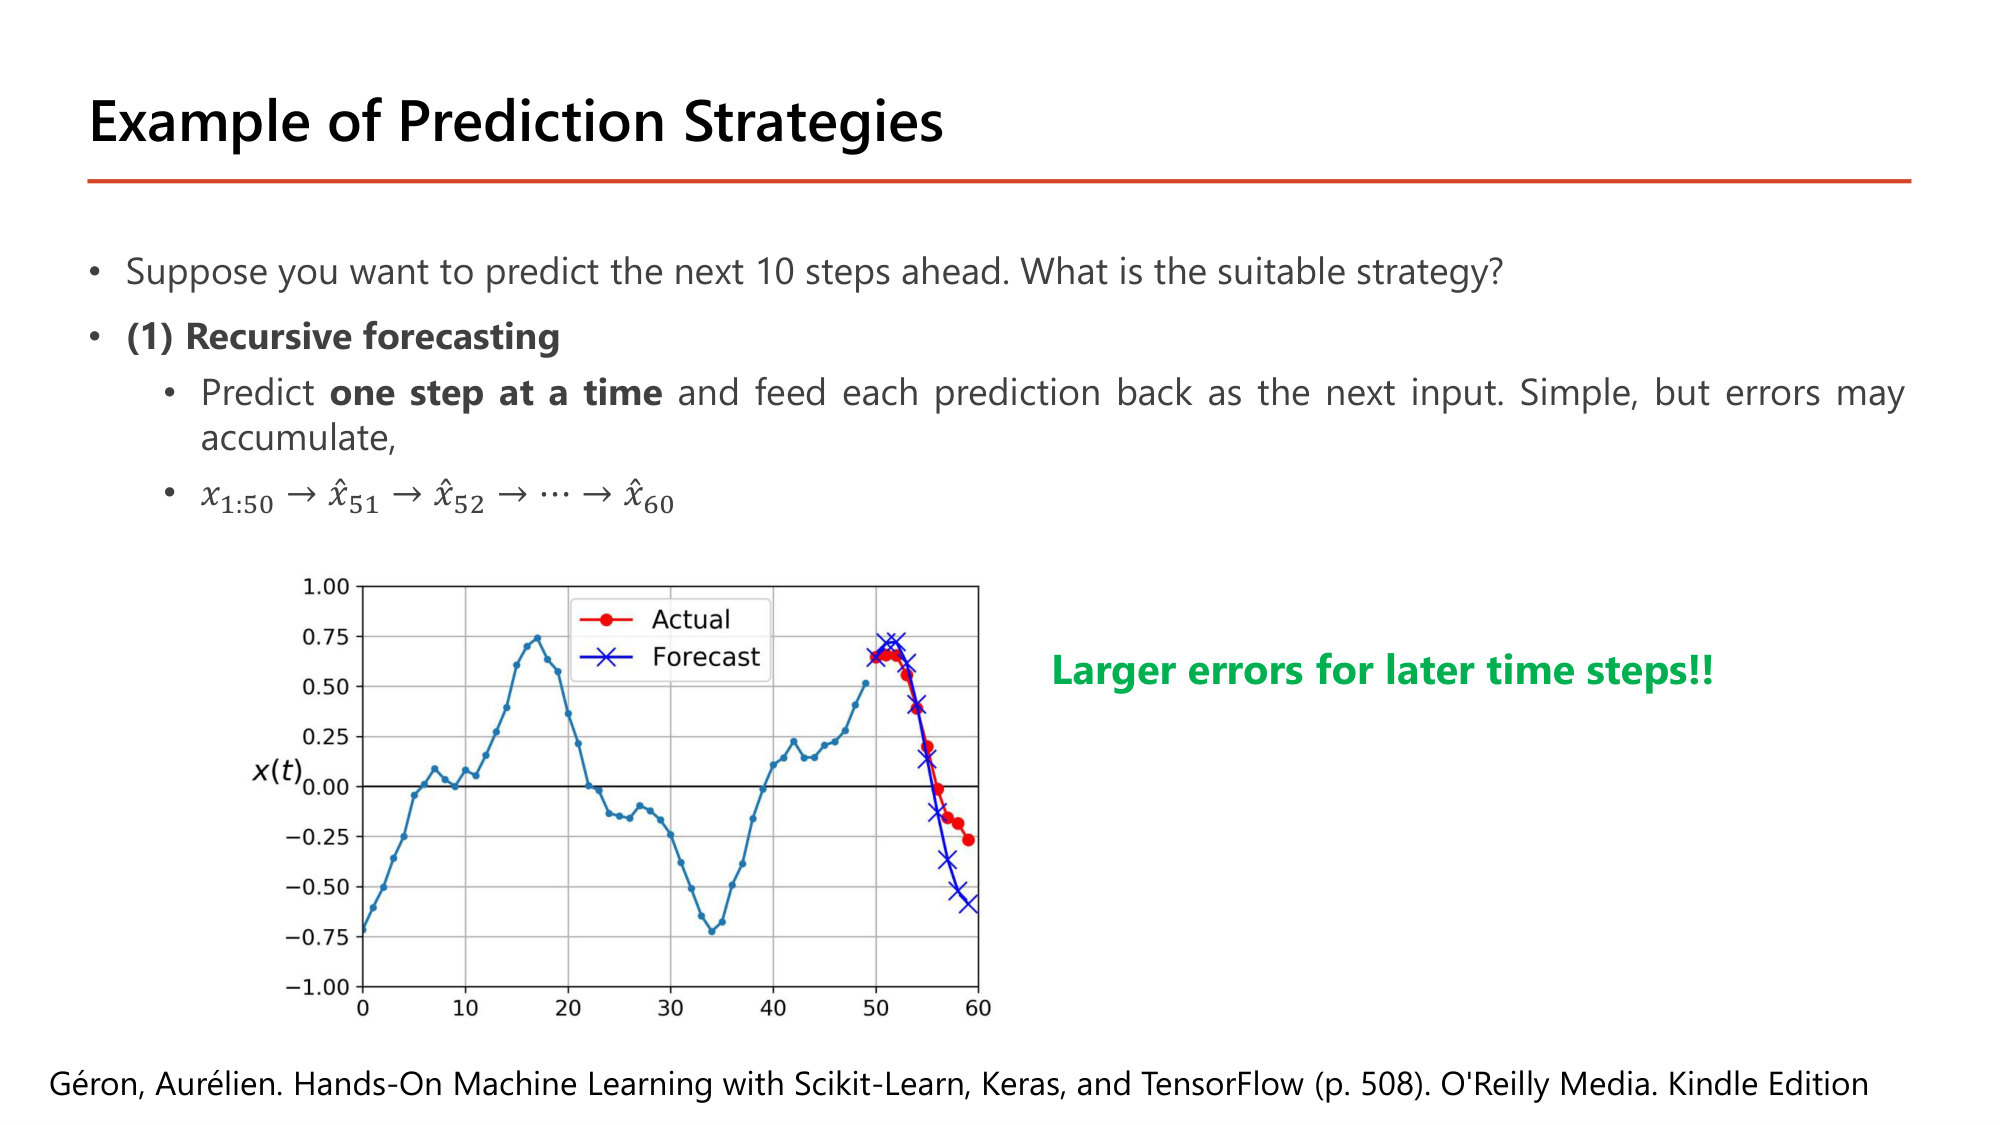 Example of Prediction Strategies
• Suppose you want to predict the next 10 steps ahead. What is the suitable strategy?
• (1) Recursive forecasting
• Predict one step at a time and feed each prediction back as the next input. Simple, but errors may
accumulate,
• 𝑥₁:₅₀ → x̂₅₁ → x̂₅₂ → ⋯ → x̂₆₀
1.00
Actual
0.75
Forecast
Larger errors for later time steps!!
0.50
0.25
x(t)
0.00
−0.25
−0.50
−0.75
−1.00
0 10 20 30 40 50 60
Géron, Aurélien. Hands-On Machine Learning with Scikit-Learn, Keras, and TensorFlow (p. 508). O'Reilly Media. Kindle Edition